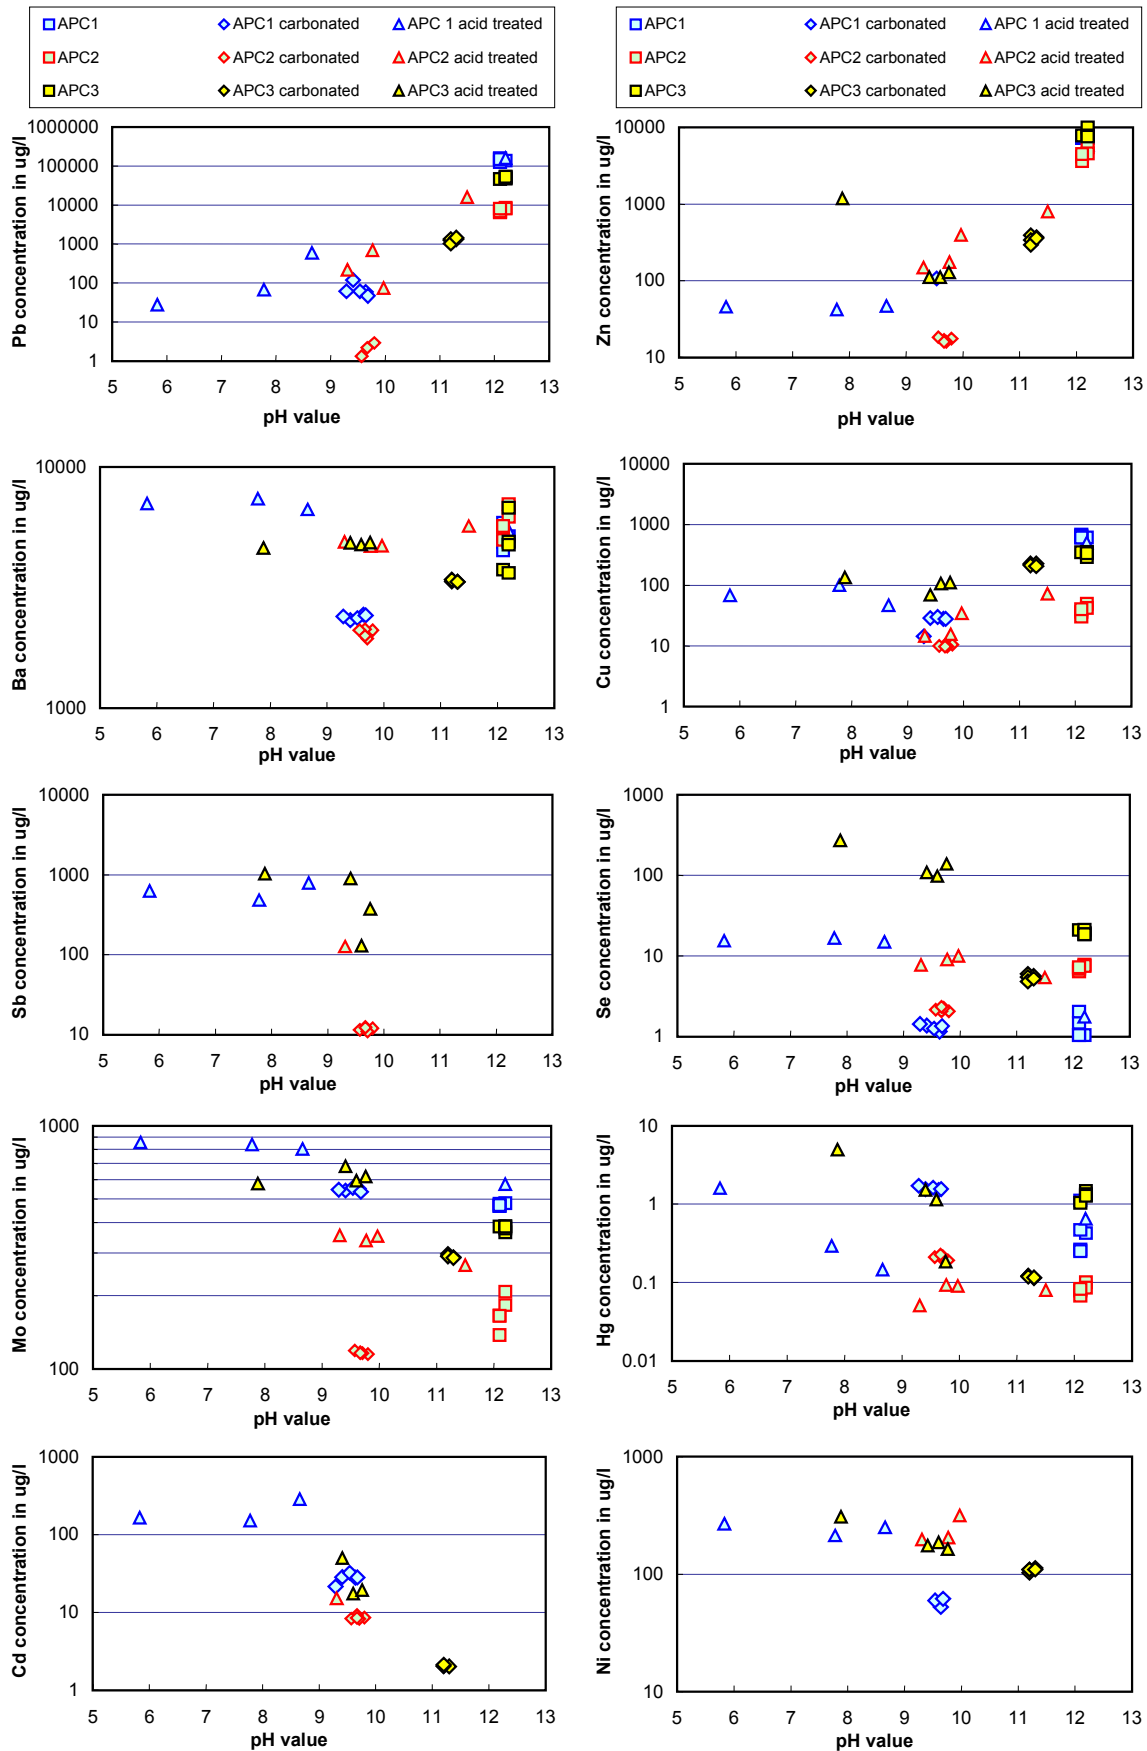 APC1 APC1 carbonated APC 1 acid treated
APC2 APC2 carbonated APC2 acid treated
APC3 APC3 carbonated APC3 acid treated
APC1 APC1 carbonated APC 1 acid treated
APC2 APC2 carbonated APC2 acid treated
APC3 APC3 carbonated APC3 acid treated
Pb concentration in ug/l
1000000
100000
10000
1000
100
10
1
5 6 7 8 9 10 11 12 13
pH value
Zn concentration in ug/l
10000
1000
100
10
5 6 7 8 9 10 11 12 13
pH value
Ba concentration in ug/l
10000
1000
5 6 7 8 9 10 11 12 13
pH value
Cu concentration in ug/l
10000
1000
100
10
1
5 6 7 8 9 10 11 12 13
pH value
Sb concentration in ug/l
10000
1000
100
10
5 6 7 8 9 10 11 12 13
pH value
Se concentration in ug/l
1000
100
10
1
5 6 7 8 9 10 11 12 13
pH value
Mo concentration in ug/l
1000
100
5 6 7 8 9 10 11 12 13
pH value
Hg concentration in ug/l
10
1
0.1
0.01
5 6 7 8 9 10 11 12 13
pH value
Cd concentration in ug/l
1000
100
10
1
5 6 7 8 9 10 11 12 13
pH value
Ni concentration in ug/l
1000
100
10
5 6 7 8 9 10 11 12 13
pH value